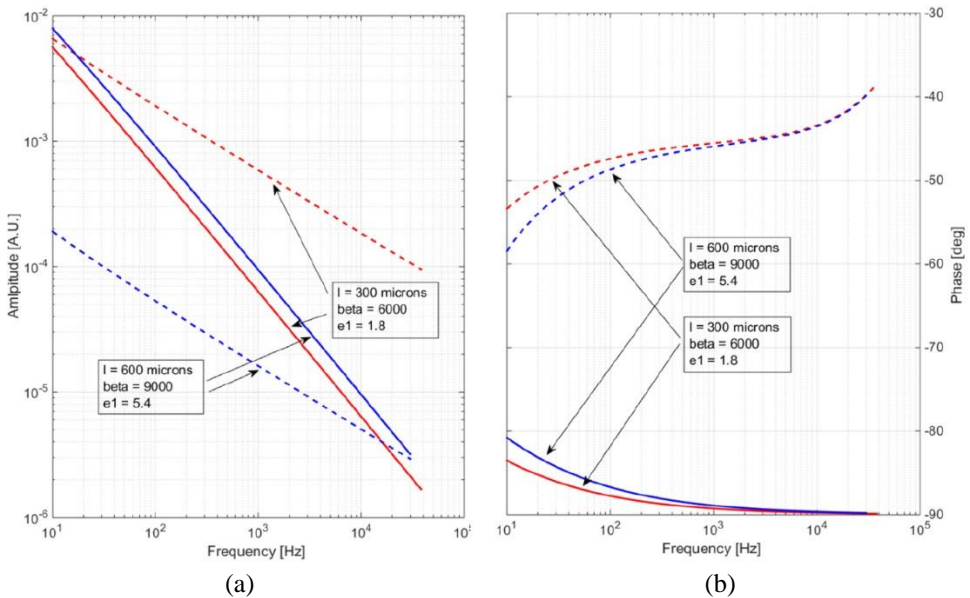 10^-2
10^-3
10^-4
10^-5
10^-6
Amlpitude [A.U.]
10^1
10^2
10^3
10^4
10^5
Frequency [Hz]
l = 300 microns
beta = 6000
e1 = 1.8
l = 600 microns
beta = 9000
e1 = 5.4
(a)
-30
-40
-50
-60
-70
-80
-90
Phase [deg]
10^1
10^2
10^3
10^4
10^5
Frequency [Hz]
l = 600 microns
beta = 9000
e1 = 5.4
l = 300 microns
beta = 6000
e1 = 1.8
(b)